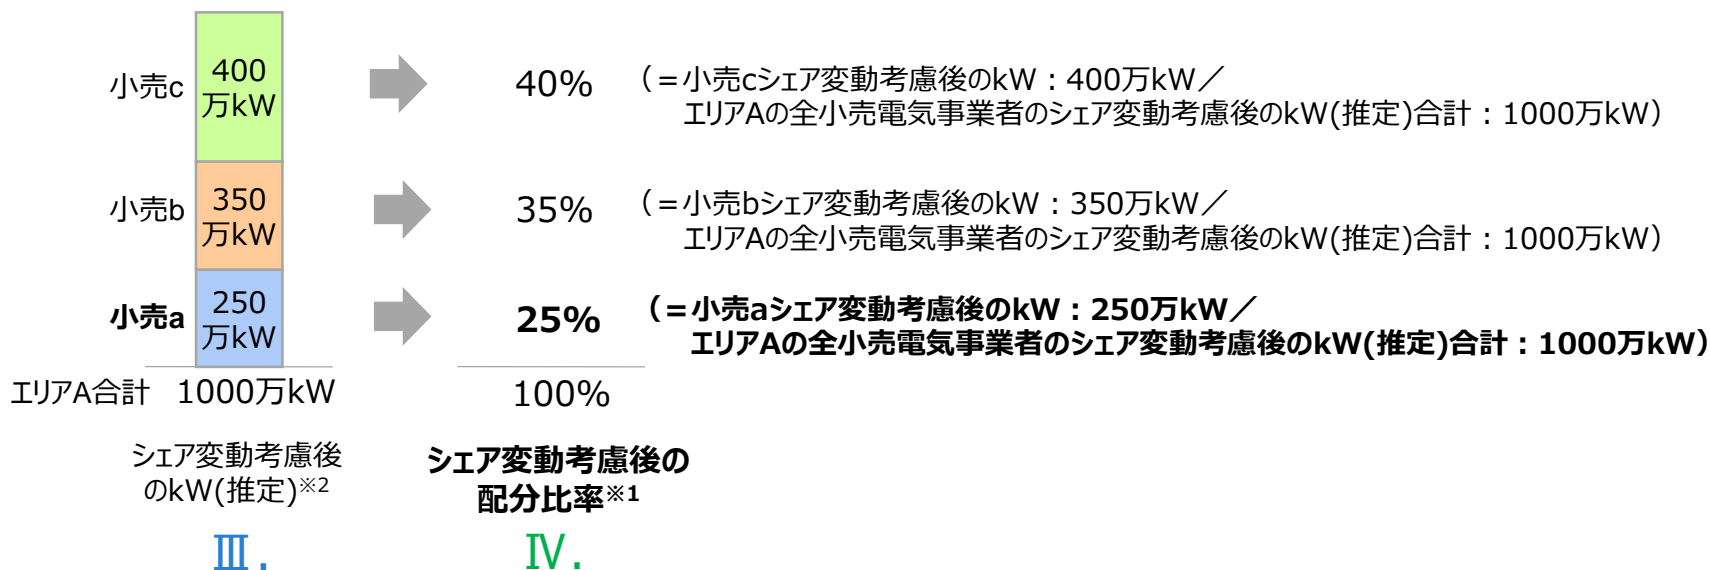 小売c
400
万kW
40%
（＝小売cシェア変動考慮後のkW：400万kW／
エリアAの全小売電気事業者のシェア変動考慮後のkW(推定)合計：1000万kW）
小売b
350
万kW
35%
（＝小売bシェア変動考慮後のkW：350万kW／
エリアAの全小売電気事業者のシェア変動考慮後のkW(推定)合計：1000万kW）
小売a
250
万kW
25%
（＝小売aシェア変動考慮後のkW：250万kW／
エリアAの全小売電気事業者のシェア変動考慮後のkW(推定)合計：1000万kW）
エリアA合計
1000万kW
100%
シェア変動考慮後
のkW(推定)※2
シェア変動考慮後の
配分比率※1
Ⅲ.
Ⅳ.